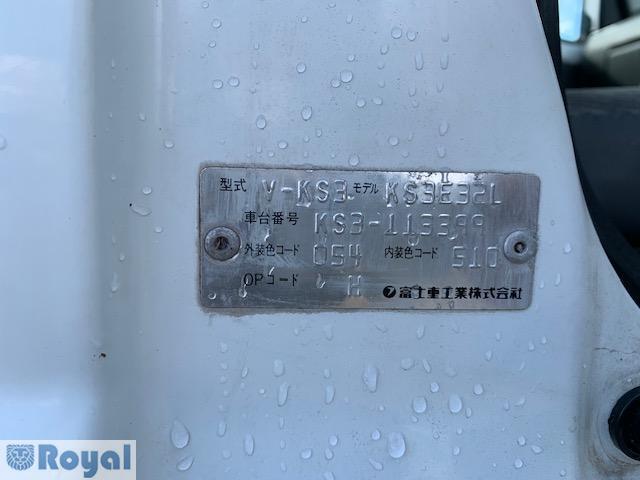 型式 V-KS3 モデル KS3E32L
車台番号 KS3-113399
外装色コード 054 内装色コード 510
OPコード H 富士重工業株式会社
Royal